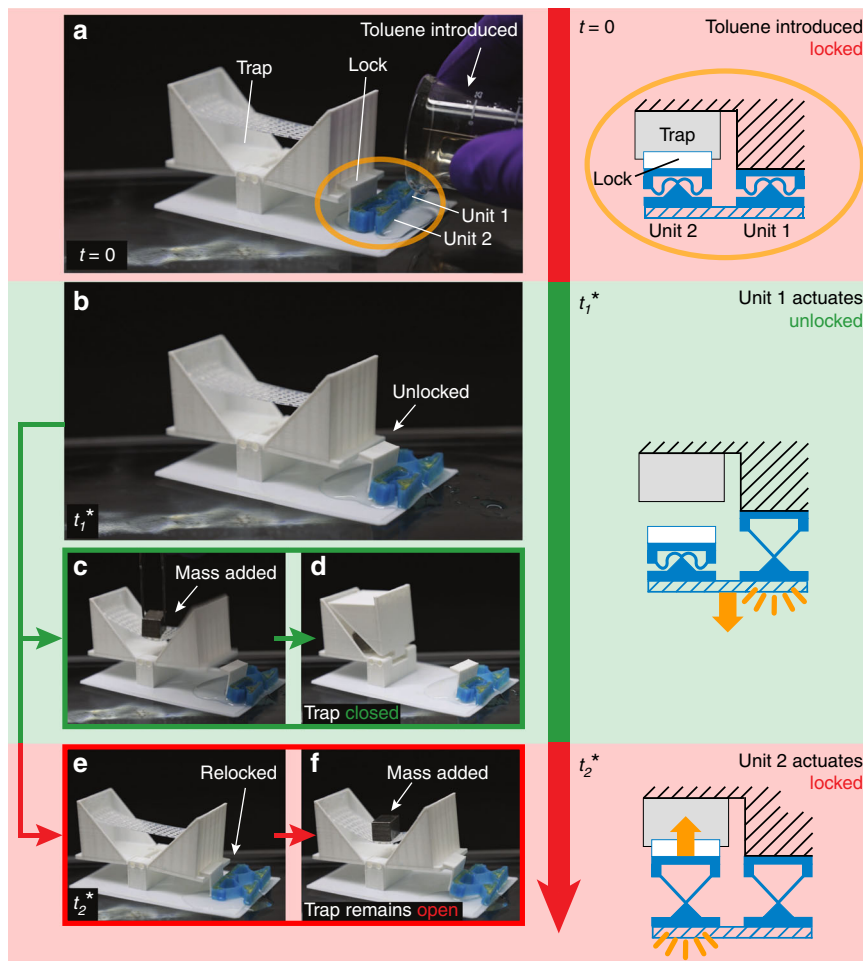 a
Toluene introduced
Trap
Lock
Unit 1
Unit 2
t = 0
t = 0
Toluene introduced
locked
Trap
Lock
Unit 2
Unit 1
b
Unlocked
t1*
t1*
Unit 1 actuates
unlocked
c
Mass added
d
Trap closed
e
Relocked
t2*
f
Mass added
Trap remains open
t2*
Unit 2 actuates
locked